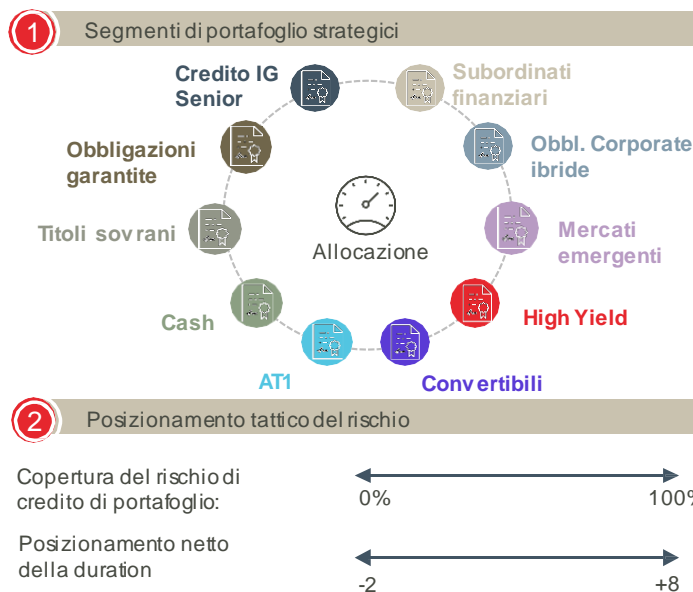 1
Segmenti di portafoglio strategici
Credito IG
Senior
Subordinati
finanziari
Obbligazioni
garantite
Obbl. Corporate
ibride
Titoli sovrani
Allocazione
Mercati
emergenti
Cash
High Yield
AT1
Convertibili
2
Posizionamento tattico del rischio
Copertura del rischio di
credito di portafoglio:
0%
100%
Posizionamento netto
della duration
-2
+8